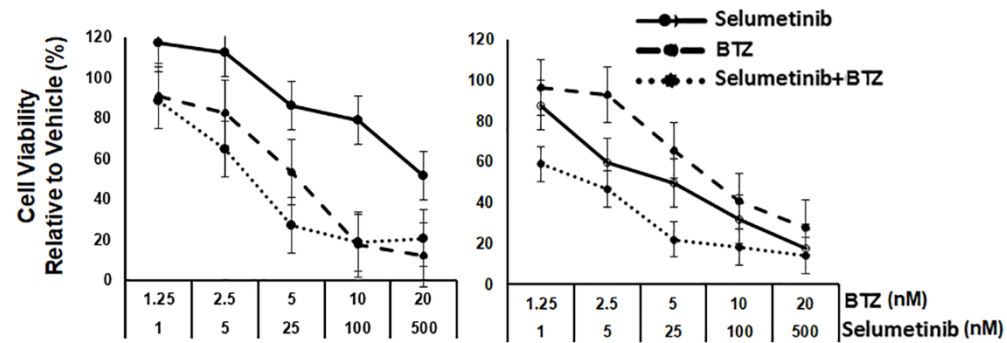 Selumetinib
BTZ
Selumetinib+BTZ
Cell Viability
Relative to Vehicle (%)
120
100
80
60
40
20
0
1.25 2.5 5 10 20
1 5 25 100 500
120
100
80
60
40
20
0
1.25 2.5 5 10 20 BTZ (nM)
1 5 25 100 500 Selumetinib (nM)